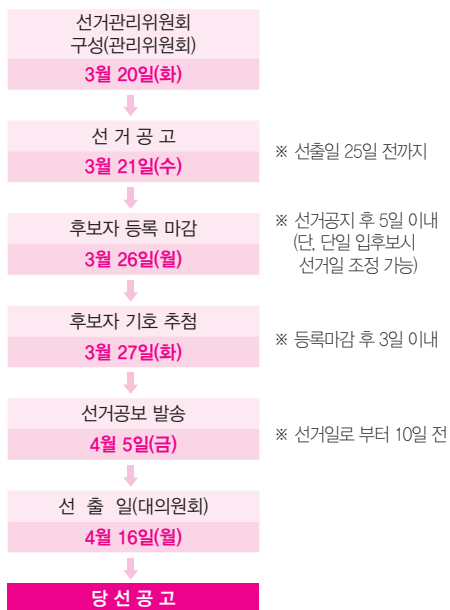 선거관리위원회
구성(관리위원회)
3월 20일(화)
선 거 공 고
3월 21일(수)
※ 선출일 25일 전까지
후보자 등록 마감
3월 26일(월)
※ 선거공지 후 5일 이내
(단, 단일 입후보시
선거일 조정 가능)
후보자 기호 추첨
3월 27일(화)
※ 등록마감 후 3일 이내
선거공보 발송
4월 5일(금)
※ 선거일로 부터 10일 전
선 출 일(대의원회)
4월 16일(월)
당 선 공 고